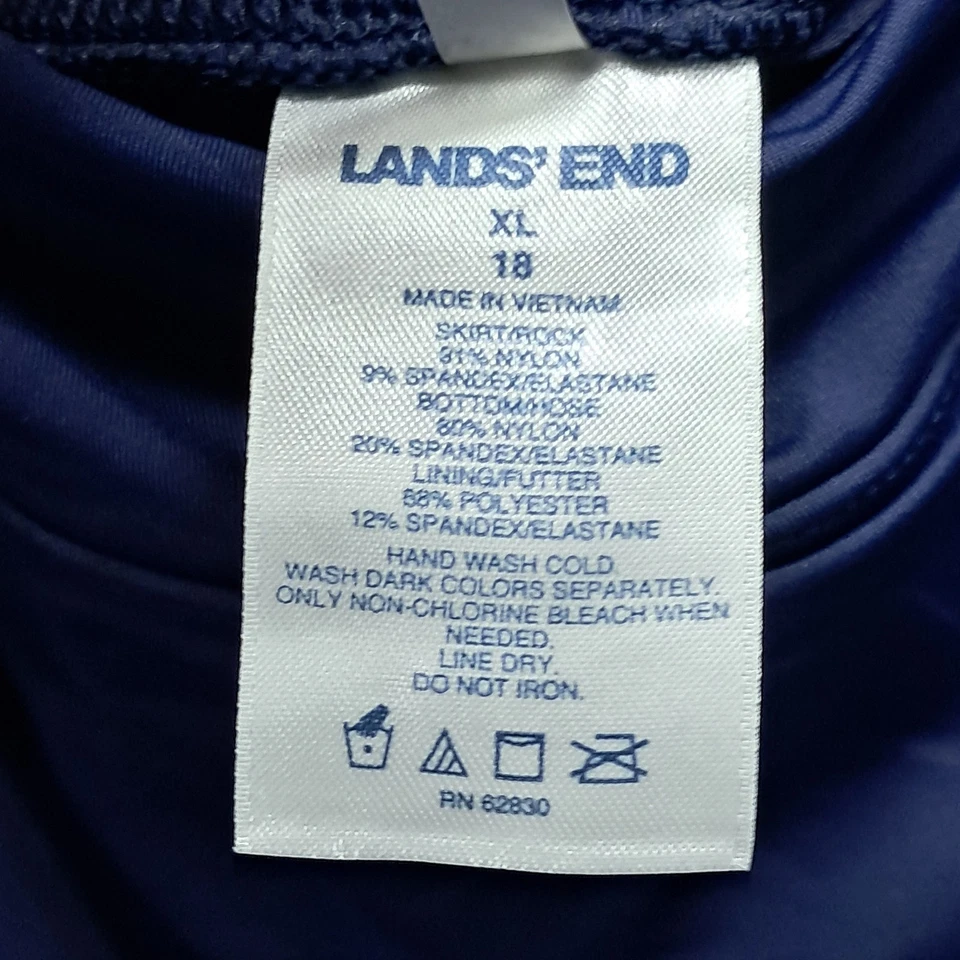 LANDS' END
XL
18
MADE IN VIETNAM
SKIRT/ROCK
91% NYLON
9% SPANDEX/ELASTANE
BOTTOM/HOSE
80% NYLON
20% SPANDEX/ELASTANE
LINING/FUTTER
88% POLYESTER
12% SPANDEX/ELASTANE
HAND WASH COLD.
WASH DARK COLORS SEPARATELY.
ONLY NON-CHLORINE BLEACH WHEN
NEEDED.
LINE DRY.
DO NOT IRON.
RN 62830